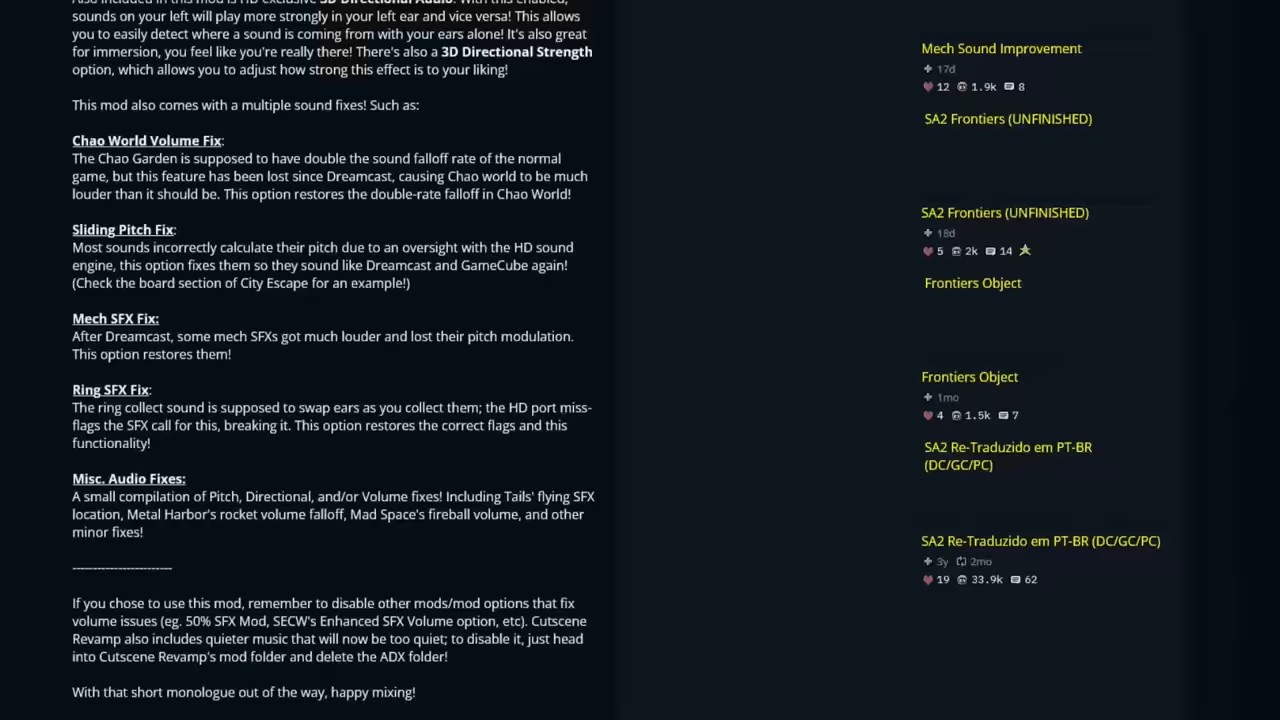 Also included in this mod is HD exclusive 3D Directional Audio. With this enabled,
sounds on your left will play more strongly in your left ear and vice versa! This allows
you to easily detect where a sound is coming from with your ears alone! It's also great
for immersion, you feel like you're really there! There's also a 3D Directional Strength
option, which allows you to adjust how strong this effect is to your liking!
This mod also comes with a multiple sound fixes! Such as:
Chao World Volume Fix:
The Chao Garden is supposed to have double the sound falloff rate of the normal
game, but this feature has been lost since Dreamcast, causing Chao world to be much
louder than it should be. This option restores the double-rate falloff in Chao World!
Sliding Pitch Fix:
Most sounds incorrectly calculate their pitch due to an oversight with the HD sound
engine, this option fixes them so they sound like Dreamcast and GameCube again!
(Check the board section of City Escape for an example!)
Mech SFX Fix:
After Dreamcast, some mech SFXs got much louder and lost their pitch modulation.
This option restores them!
Ring SFX Fix:
The ring collect sound is supposed to swap ears as you collect them; the HD port miss-
flags the SFX call for this, breaking it. This option restores the correct flags and this
functionality!
Misc. Audio Fixes:
A small compilation of Pitch, Directional, and/or Volume fixes! Including Tails' flying SFX
location, Metal Harbor's rocket volume falloff, Mad Space's fireball volume, and other
minor fixes!
------------------------
If you chose to use this mod, remember to disable other mods/mod options that fix
volume issues (eg. 50% SFX Mod, SECW's Enhanced SFX Volume option, etc). Cutscene
Revamp also includes quieter music that will now be too quiet; to disable it, just head
into Cutscene Revamp's mod folder and delete the ADX folder!
With that short monologue out of the way, happy mixing!
Mech Sound Improvement
17d
12 1.9k 8
SA2 Frontiers (UNFINISHED)
SA2 Frontiers (UNFINISHED)
18d
5 2k 14
Frontiers Object
Frontiers Object
1mo
4 1.5k 7
SA2 Re-Traduzido em PT-BR
(DC/GC/PC)
SA2 Re-Traduzido em PT-BR (DC/GC/PC)
3y 2mo
19 33.9k 62